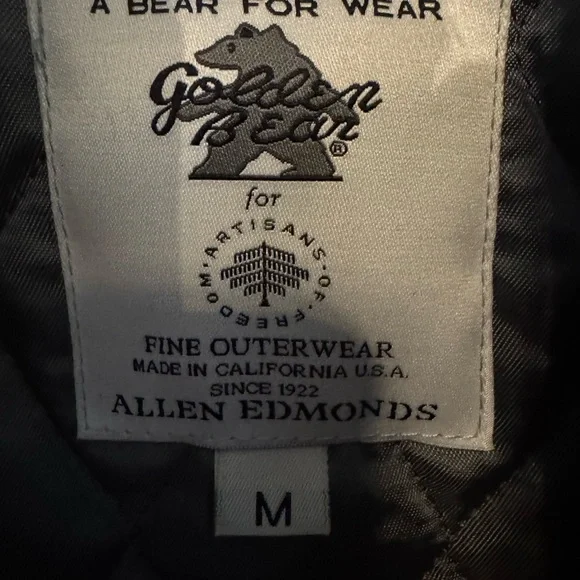 A BEAR FOR WEAR
Golden
Bear®
for
ARTISANS·OF·FREEDOM·
FINE OUTERWEAR
MADE IN CALIFORNIA U.S.A.
SINCE 1922
ALLEN EDMONDS
M